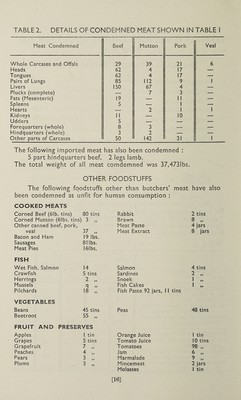 TABLE 2. DETAILS OF CONDEMNED MEAT SHOWN IN TABLE I
Meat Condemned Beef Mutton Pork Veal
Whole Carcases and Offals 29 39 21 6
Heads 62 4 17 —
Tongues 62 4 17 —
Pairs of Lungs 85 112 9 1
Livers 150 67 4 —
Plucks (complete) — 7 3 —
Fats (Mesenteric) 19 — 11 —
Spleens 5 — 1 —
Hearts — 2 1 1
Kidneys 11 — 10 —
Udders 5 — — —
Forequarters (whole) 8 3 — —
Hindquarters (whole) 3 2 — —
Other parts of Carcases 50 142 31 —
The following imported meat has also been condemned :
5 part hindquarters beef. 2 legs lamb.
The total weight of all meat comdemned was 37,473lbs.
OTHER FOODSTUFFS
The following foodstuffs other than butchers' meat have also
been condemned as unfit for human consumption :
COOKED MEATS
Corned Beef (6lb. tins) 80 tins
Corned Mutton (6lbs. tins) 3 ,,
Other canned beef, pork,
veal 37 ,,
Bacon and Ham 19 lbs.
Sausages 81lbs.
Meat Pies 16lbs.
Rabbit 2 tins
Brawn 8 ,,
Meat Paste 4 jars
Meat Extract 8 jars
FISH
Wet Fish, Salmon 14
Crawfish 5 tins
Herrings 2 ,,
Mussels ,,
Pilchards 18 ,,
Salmon 4 tins
Sardines 2 ,,
Snoek 1 ,,
Fish Cakes 1 ,,
Fish Paste 92 jars, 11 tins
VEGETABLES
Beans 45 tins
Beetroot 55 ,,
Peas 48 tins
FRUIT AND PRESERVES
Apples 1 tin
Grapes 5 tins
Grapefruit 7 ,,
Peaches 4 ,,
Pears 3 ,,
Plums 3 ,,
Orange Juice 1 tin
Tomato Juice 10 tins
Tomatoes 98 ,,
Jam 6 ,,
Marmalade 9 ,,
Mincemeat 2 jars
Molasses 1 tin
[16]